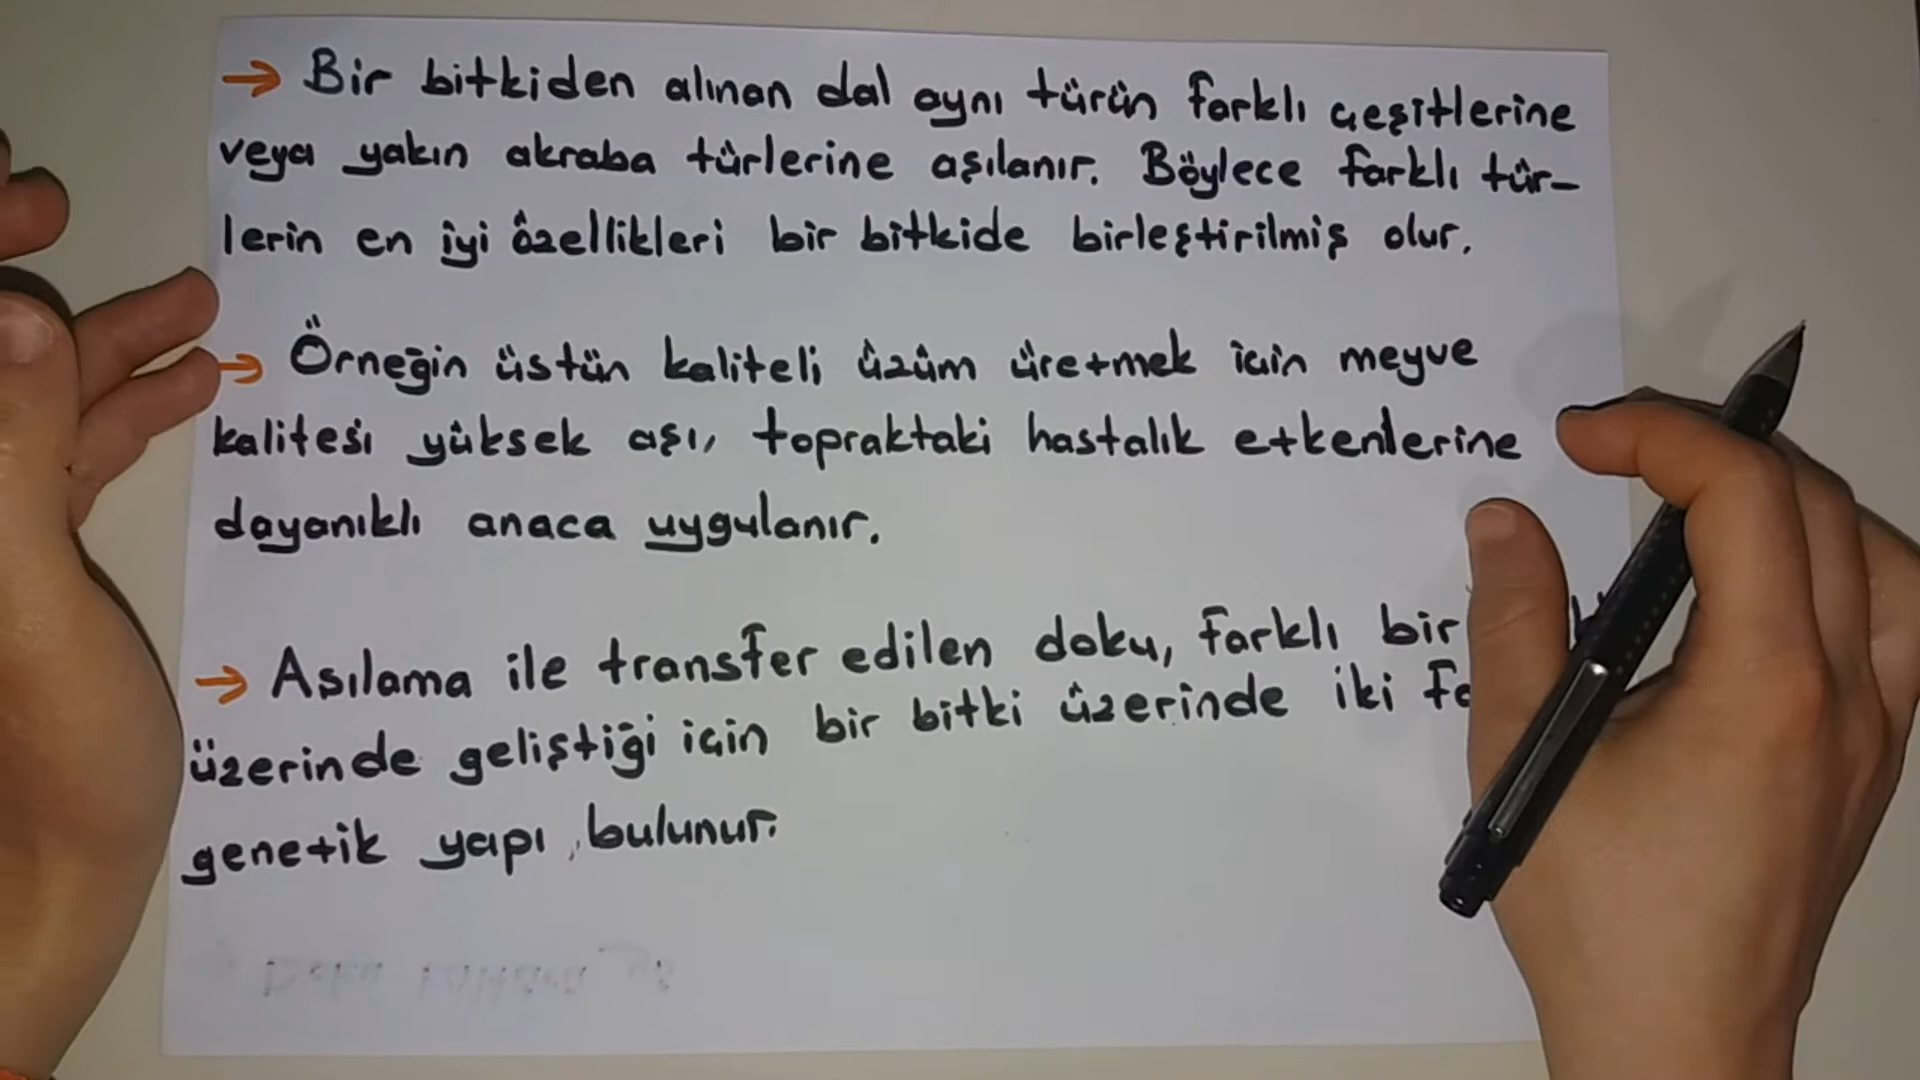 → Bir bitkiden alınan dal aynı türün farklı çeşitlerine
veya yakın akraba türlerine aşılanır. Böylece farklı tür-
lerin en iyi özellikleri bir bitkide birleştirilmiş olur.
→ Örneğin üstün kaliteli üzüm üretmek için meyve
kalitesi yüksek aşı, topraktaki hastalık etkenlerine
dayanıklı anaca uygulanır.
→ Asılama ile transfer edilen doku, farklı bir
üzerinde geliştiği için bir bitki üzerinde iki
genetik yapı bulunur.